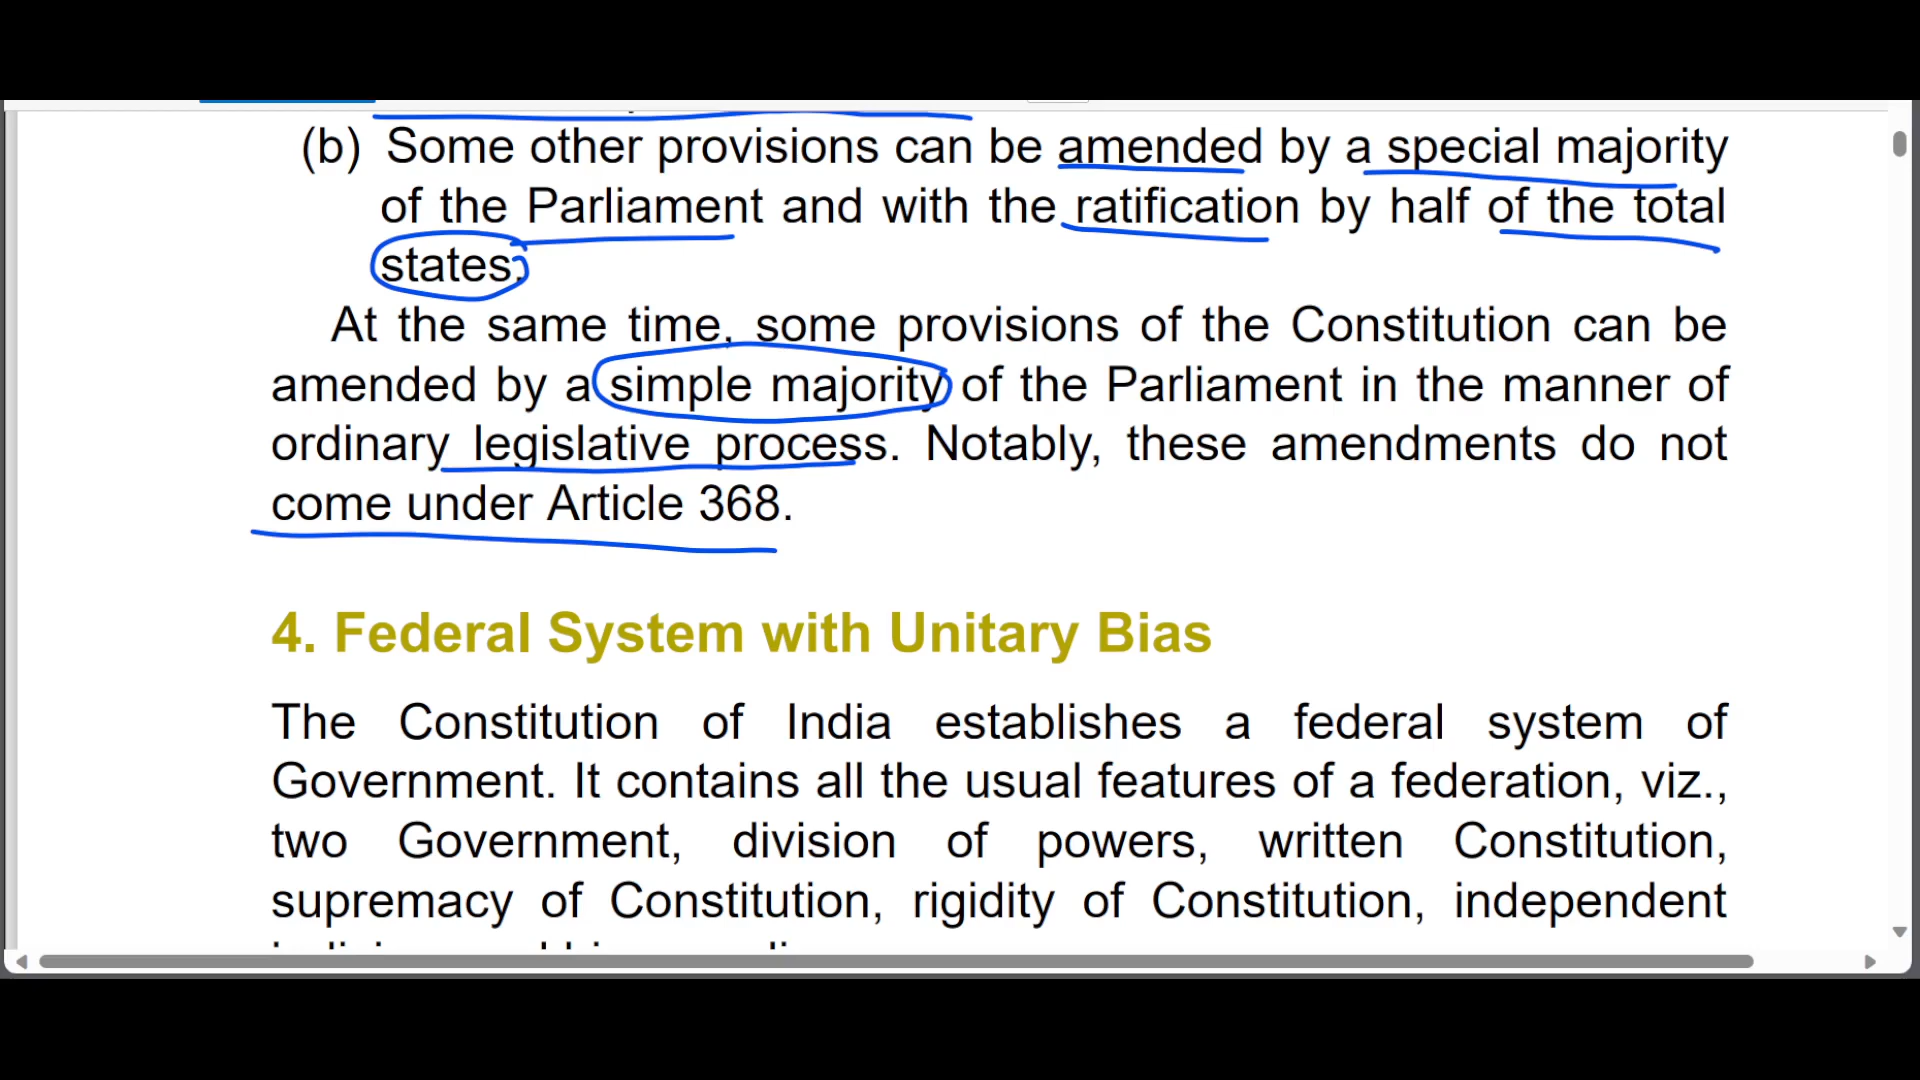 (b) Some other provisions can be amended by a special majority
of the Parliament and with the ratification by half of the total
states.
At the same time, some provisions of the Constitution can be
amended by a simple majority of the Parliament in the manner of
ordinary legislative process. Notably, these amendments do not
come under Article 368.
4. Federal System with Unitary Bias
The Constitution of India establishes a federal system of
Government. It contains all the usual features of a federation, viz.,
two Government, division of powers, written Constitution,
supremacy of Constitution, rigidity of Constitution, independent